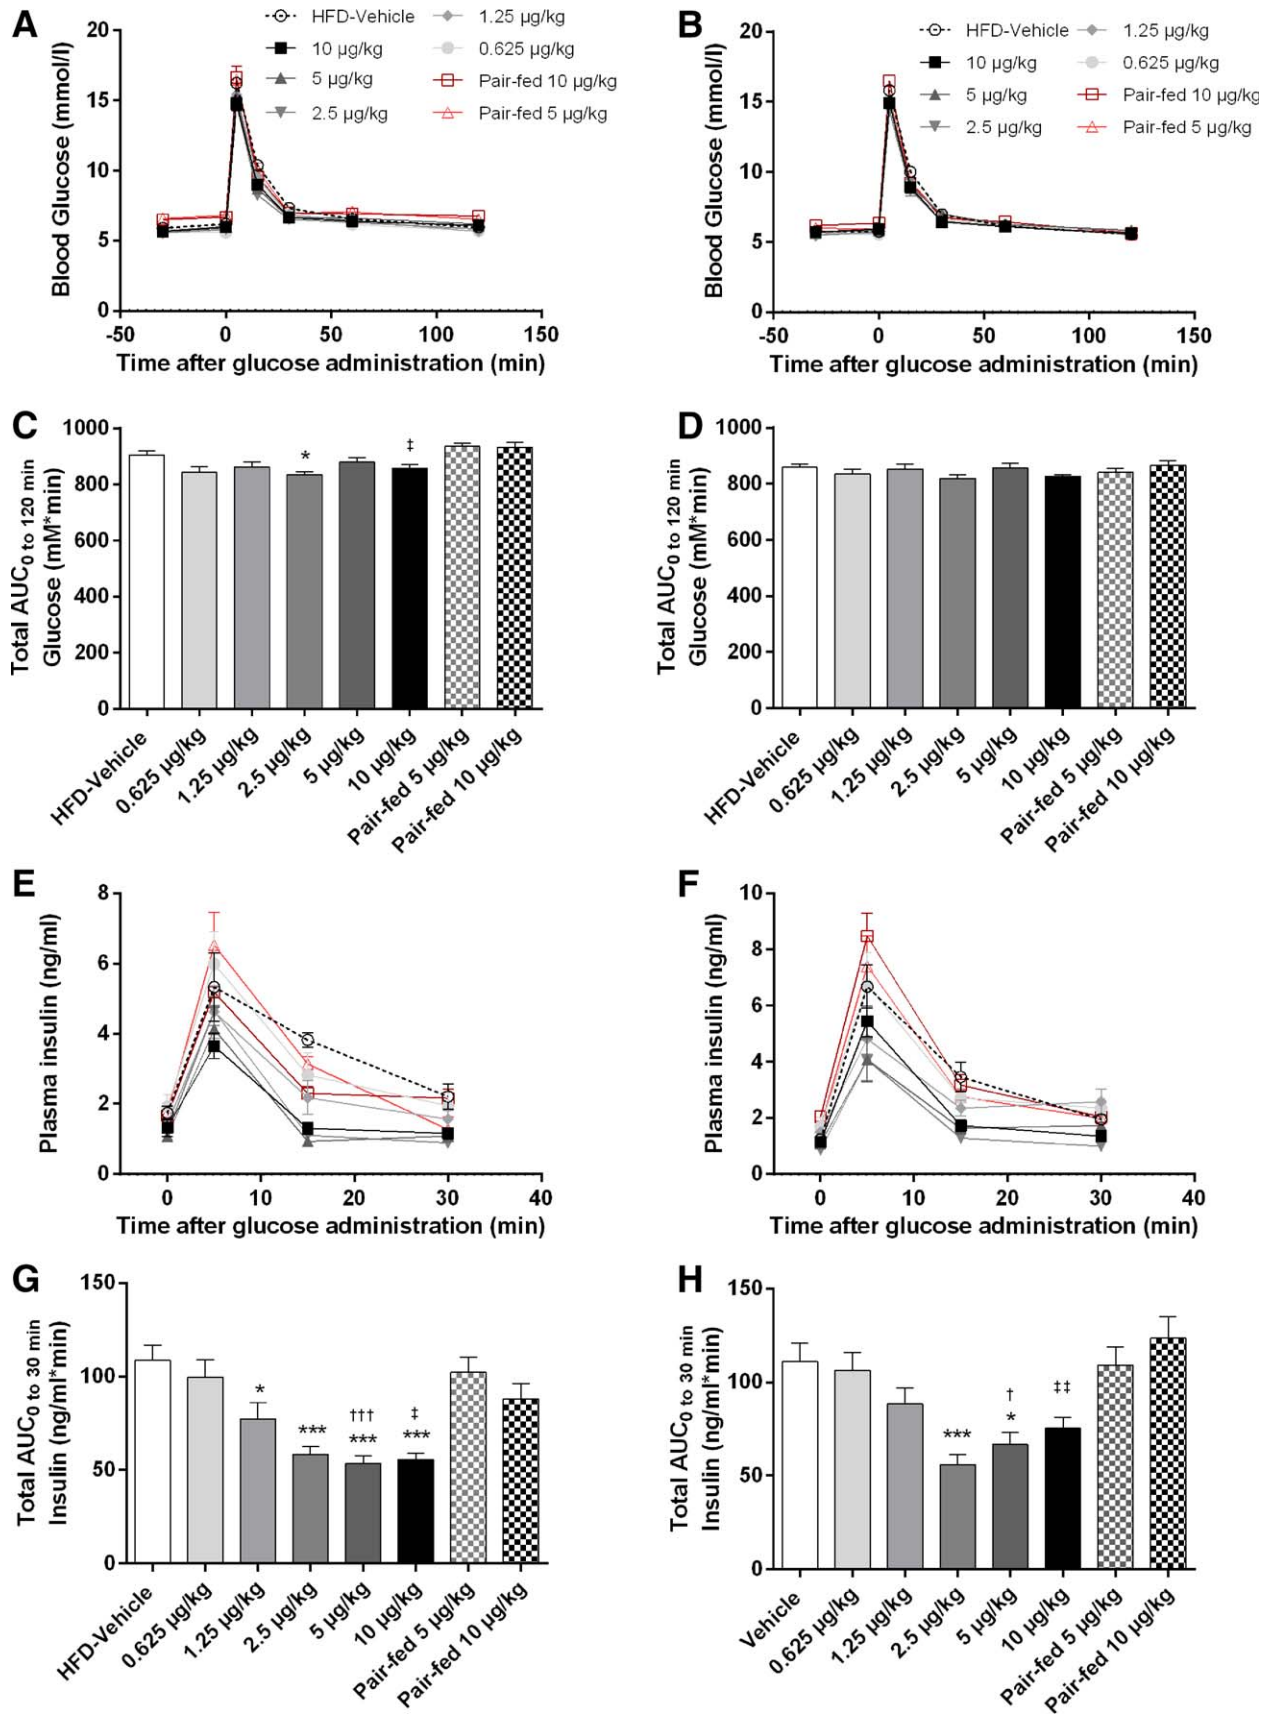 A
HFD-Vehicle
10 µg/kg
5 µg/kg
2.5 µg/kg
1.25 µg/kg
0.625 µg/kg
Pair-fed 10 µg/kg
Pair-fed 5 µg/kg
Blood Glucose (mmol/l)
20
15
10
5
0
-50 0 50 100 150
Time after glucose administration (min)
B
HFD-Vehicle
10 µg/kg
5 µg/kg
2.5 µg/kg
1.25 µg/kg
0.625 µg/kg
Pair-fed 10 µg/kg
Pair-fed 5 µg/kg
Blood Glucose (mmol/l)
20
15
10
5
0
-50 0 50 100 150
Time after glucose administration (min)
C
Total AUC0 to 120 min
Glucose (mM*min)
1000
800
600
400
200
0
*
‡
HFD-Vehicle
0.625 µg/kg
1.25 µg/kg
2.5 µg/kg
5 µg/kg
10 µg/kg
Pair-fed 5 µg/kg
Pair-fed 10 µg/kg
D
Total AUC0 to 120 min
Glucose (mM*min)
1000
800
600
400
200
0
HFD-Vehicle
0.625 µg/kg
1.25 µg/kg
2.5 µg/kg
5 µg/kg
10 µg/kg
Pair-fed 5 µg/kg
Pair-fed 10 µg/kg
E
Plasma insulin (ng/ml)
8
6
4
2
0
0 10 20 30 40
Time after glucose administration (min)
F
Plasma insulin (ng/ml)
10
8
6
4
2
0
0 10 20 30 40
Time after glucose administration (min)
G
Total AUC0 to 30 min
Insulin (ng/ml*min)
150
100
50
0
*
***
†††
***
‡
***
HFD-Vehicle
0.625 µg/kg
1.25 µg/kg
2.5 µg/kg
5 µg/kg
10 µg/kg
Pair-fed 5 µg/kg
Pair-fed 10 µg/kg
H
Total AUC0 to 30 min
Insulin (ng/ml*min)
150
100
50
0
***
†
*
‡‡
Vehicle
0.625 µg/kg
1.25 µg/kg
2.5 µg/kg
5 µg/kg
10 µg/kg
Pair-fed 5 µg/kg
Pair-fed 10 µg/kg